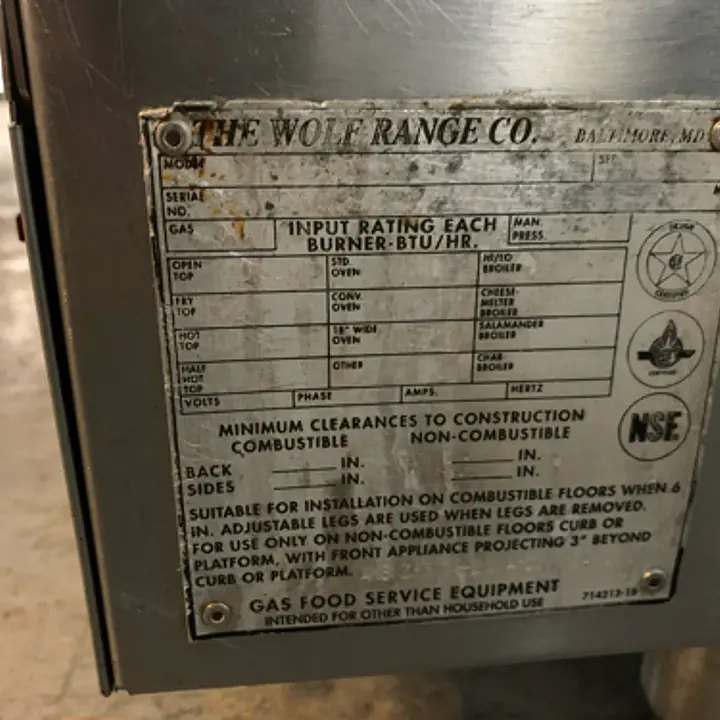 THE WOLF RANGE CO. BALTIMORE, MD
MODEL
SERIAL
NO.
GAS
INPUT RATING EACH
BURNER-BTU/HR.
MAN.
PRESS.
OPEN
TOP
STD.
OVEN
HI/LO
BROILER
FRY
TOP
CONV.
OVEN
CHEESE-
MELTER
BROILER
HOT
TOP
18" WIDE
OVEN
SALAMANDER
BROILER
HALF
HOT
TOP
OTHER
CHAR
BROILER
VOLTS PHASE AMPS. HERTZ
MINIMUM CLEARANCES TO CONSTRUCTION
COMBUSTIBLE NON-COMBUSTIBLE
BACK IN. IN.
SIDES IN. IN.
SUITABLE FOR INSTALLATION ON COMBUSTIBLE FLOORS WHEN 6
IN. ADJUSTABLE LEGS ARE USED WHEN LEGS ARE REMOVED.
FOR USE ONLY ON NON-COMBUSTIBLE FLOORS CURB OR
PLATFORM, WITH FRONT APPLIANCE PROJECTING 3" BEYOND
CURB OR PLATFORM.
GAS FOOD SERVICE EQUIPMENT
INTENDED FOR OTHER THAN HOUSEHOLD USE
DESIGN
CERTIFIED
CERTIFIED
NSF